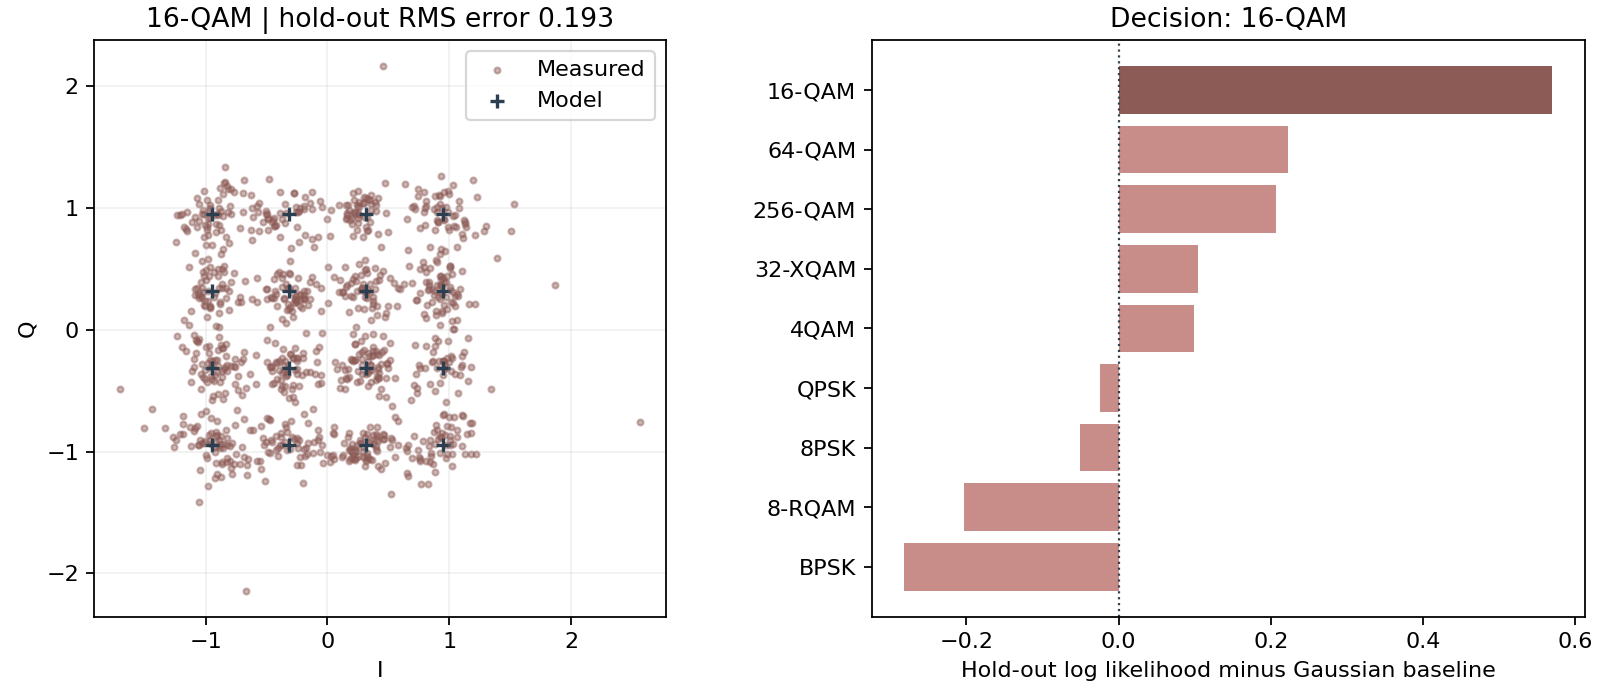 16-QAM | hold-out RMS error 0.193
Measured
Model
2
1
0
−1
−2
Q
−1
0
1
2
I
Decision: 16-QAM
16-QAM
64-QAM
256-QAM
32-XQAM
4QAM
QPSK
8PSK
8-RQAM
BPSK
−0.2
0.0
0.2
0.4
0.6
Hold-out log likelihood minus Gaussian baseline